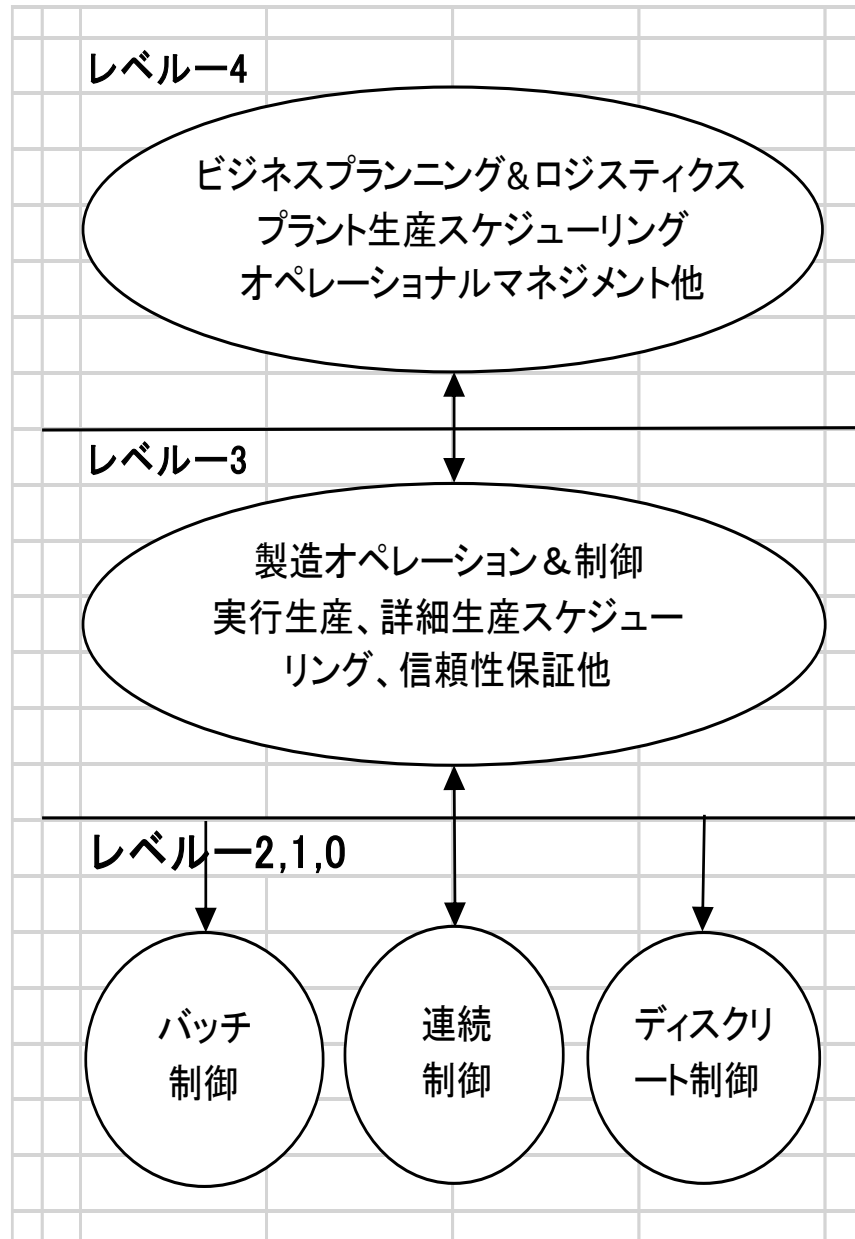 レベルー4
ビジネスプランニング&ロジスティクス
プラント生産スケジューリング
オペレーショナルマネジメント他
レベルー3
製造オペレーション＆制御
実行生産、詳細生産スケジュー
リング、信頼性保証他
レベルー2,1,0
バッチ
制御
連続
制御
ディスクリ
ート制御